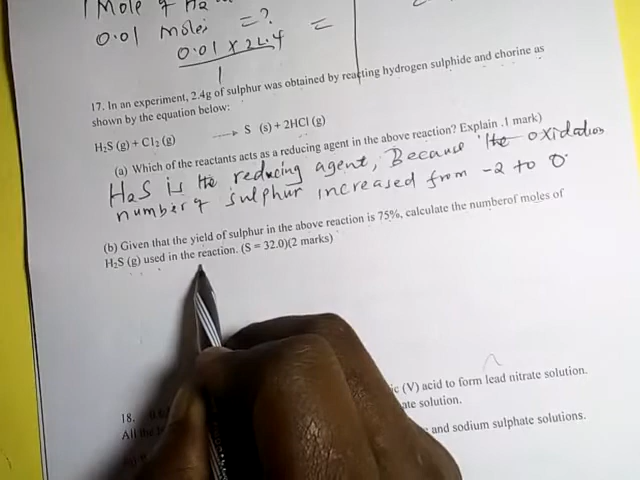 1 Mole of H2
0.01 moles =?
0.01 x 22.4 =
1
17. In an experiment, 2.4g of sulphur was obtained by reacting hydrogen sulphide and chorine as
shown by the equation below:
H₂S (g) + Cl₂ (g) → S (s) + 2HCl (g)
(a) Which of the reactants acts as a reducing agent in the above reaction? Explain .1 mark)
H2S is the reducing agent, Because the oxidation
number of sulphur increased from -2 to 0.
(b) Given that the yield of sulphur in the above reaction is 75%, calculate the numberof moles of
H₂S (g) used in the reaction. (S = 32.0)(2 marks)
18.
(V) acid to form lead nitrate solution.
All the
solution.
and sodium sulphate solutions.